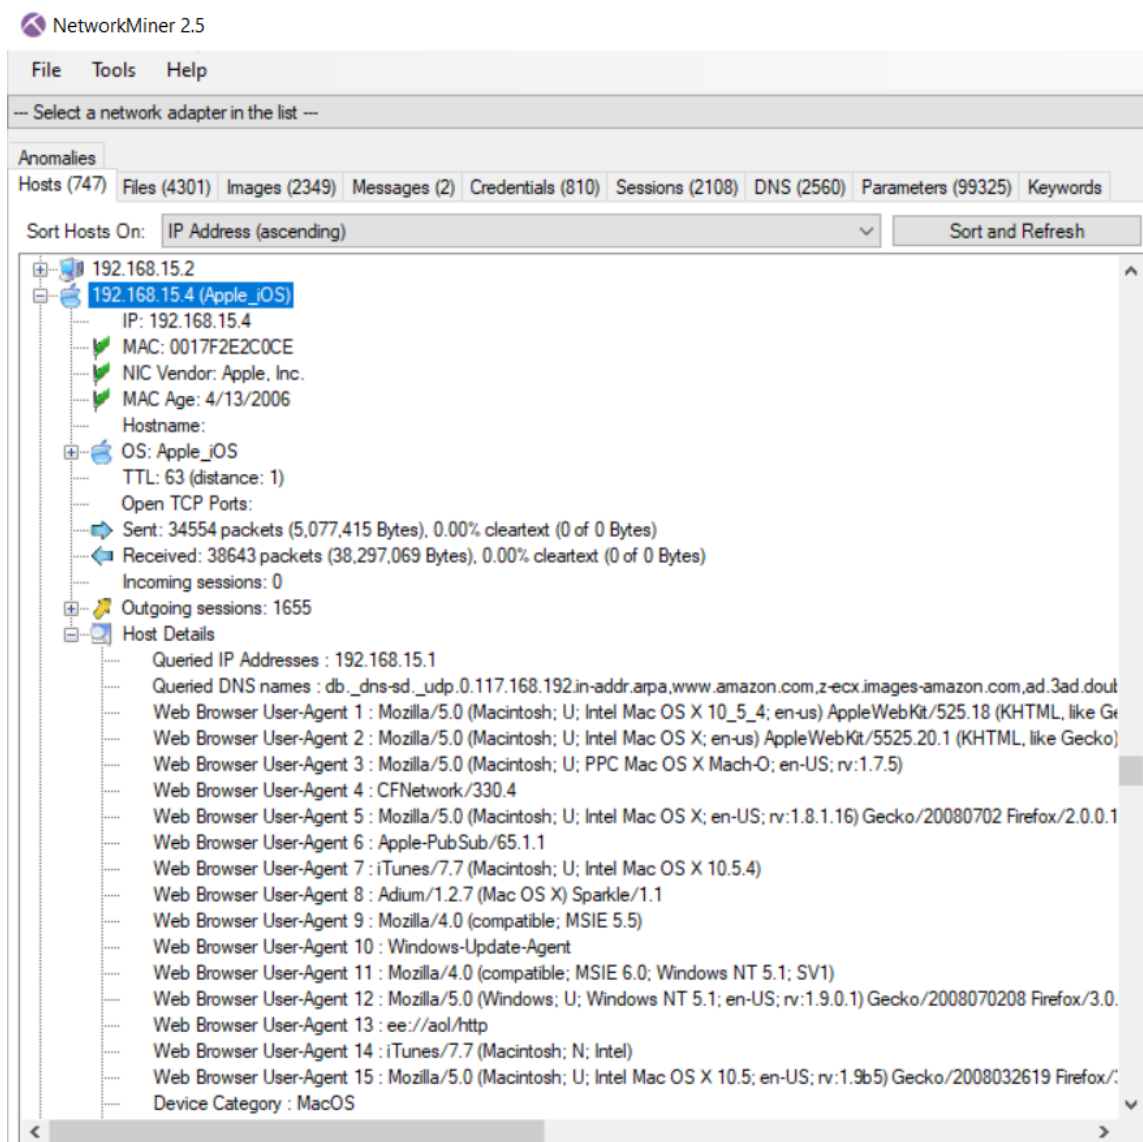 NetworkMiner 2.5
File Tools Help
--- Select a network adapter in the list ---
Anomalies
Hosts (747) Files (4301) Images (2349) Messages (2) Credentials (810) Sessions (2108) DNS (2560) Parameters (99325) Keywords
Sort Hosts On: IP Address (ascending) Sort and Refresh
192.168.15.2
192.168.15.4 (Apple_iOS)
IP: 192.168.15.4
MAC: 0017F2E2C0CE
NIC Vendor: Apple, Inc.
MAC Age: 4/13/2006
Hostname:
OS: Apple_iOS
TTL: 63 (distance: 1)
Open TCP Ports:
Sent: 34554 packets (5,077,415 Bytes), 0.00% cleartext (0 of 0 Bytes)
Received: 38643 packets (38,297,069 Bytes), 0.00% cleartext (0 of 0 Bytes)
Incoming sessions: 0
Outgoing sessions: 1655
Host Details
Queried IP Addresses : 192.168.15.1
Queried DNS names : db._dns-sd._udp.0.117.168.192.in-addr.arpa,www.amazon.com,z-ecx.images-amazon.com,ad.3ad.doubl
Web Browser User-Agent 1 : Mozilla/5.0 (Macintosh; U; Intel Mac OS X 10_5_4; en-us) AppleWebKit/525.18 (KHTML, like Ge
Web Browser User-Agent 2 : Mozilla/5.0 (Macintosh; U; Intel Mac OS X; en-us) AppleWebKit/5525.20.1 (KHTML, like Gecko)
Web Browser User-Agent 3 : Mozilla/5.0 (Macintosh; U; PPC Mac OS X Mach-O; en-US; rv:1.7.5)
Web Browser User-Agent 4 : CFNetwork/330.4
Web Browser User-Agent 5 : Mozilla/5.0 (Macintosh; U; Intel Mac OS X; en-US; rv:1.8.1.16) Gecko/20080702 Firefox/2.0.0.1
Web Browser User-Agent 6 : Apple-PubSub/65.1.1
Web Browser User-Agent 7 : iTunes/7.7 (Macintosh; U; Intel Mac OS X 10.5.4)
Web Browser User-Agent 8 : Adium/1.2.7 (Mac OS X) Sparkle/1.1
Web Browser User-Agent 9 : Mozilla/4.0 (compatible; MSIE 5.5)
Web Browser User-Agent 10 : Windows-Update-Agent
Web Browser User-Agent 11 : Mozilla/4.0 (compatible; MSIE 6.0; Windows NT 5.1; SV1)
Web Browser User-Agent 12 : Mozilla/5.0 (Windows; U; Windows NT 5.1; en-US; rv:1.9.0.1) Gecko/2008070208 Firefox/3.0.
Web Browser User-Agent 13 : ee://aol/http
Web Browser User-Agent 14 : iTunes/7.7 (Macintosh; N; Intel)
Web Browser User-Agent 15 : Mozilla/5.0 (Macintosh; U; Intel Mac OS X 10.5; en-US; rv:1.9b5) Gecko/2008032619 Firefox/
Device Category : MacOS